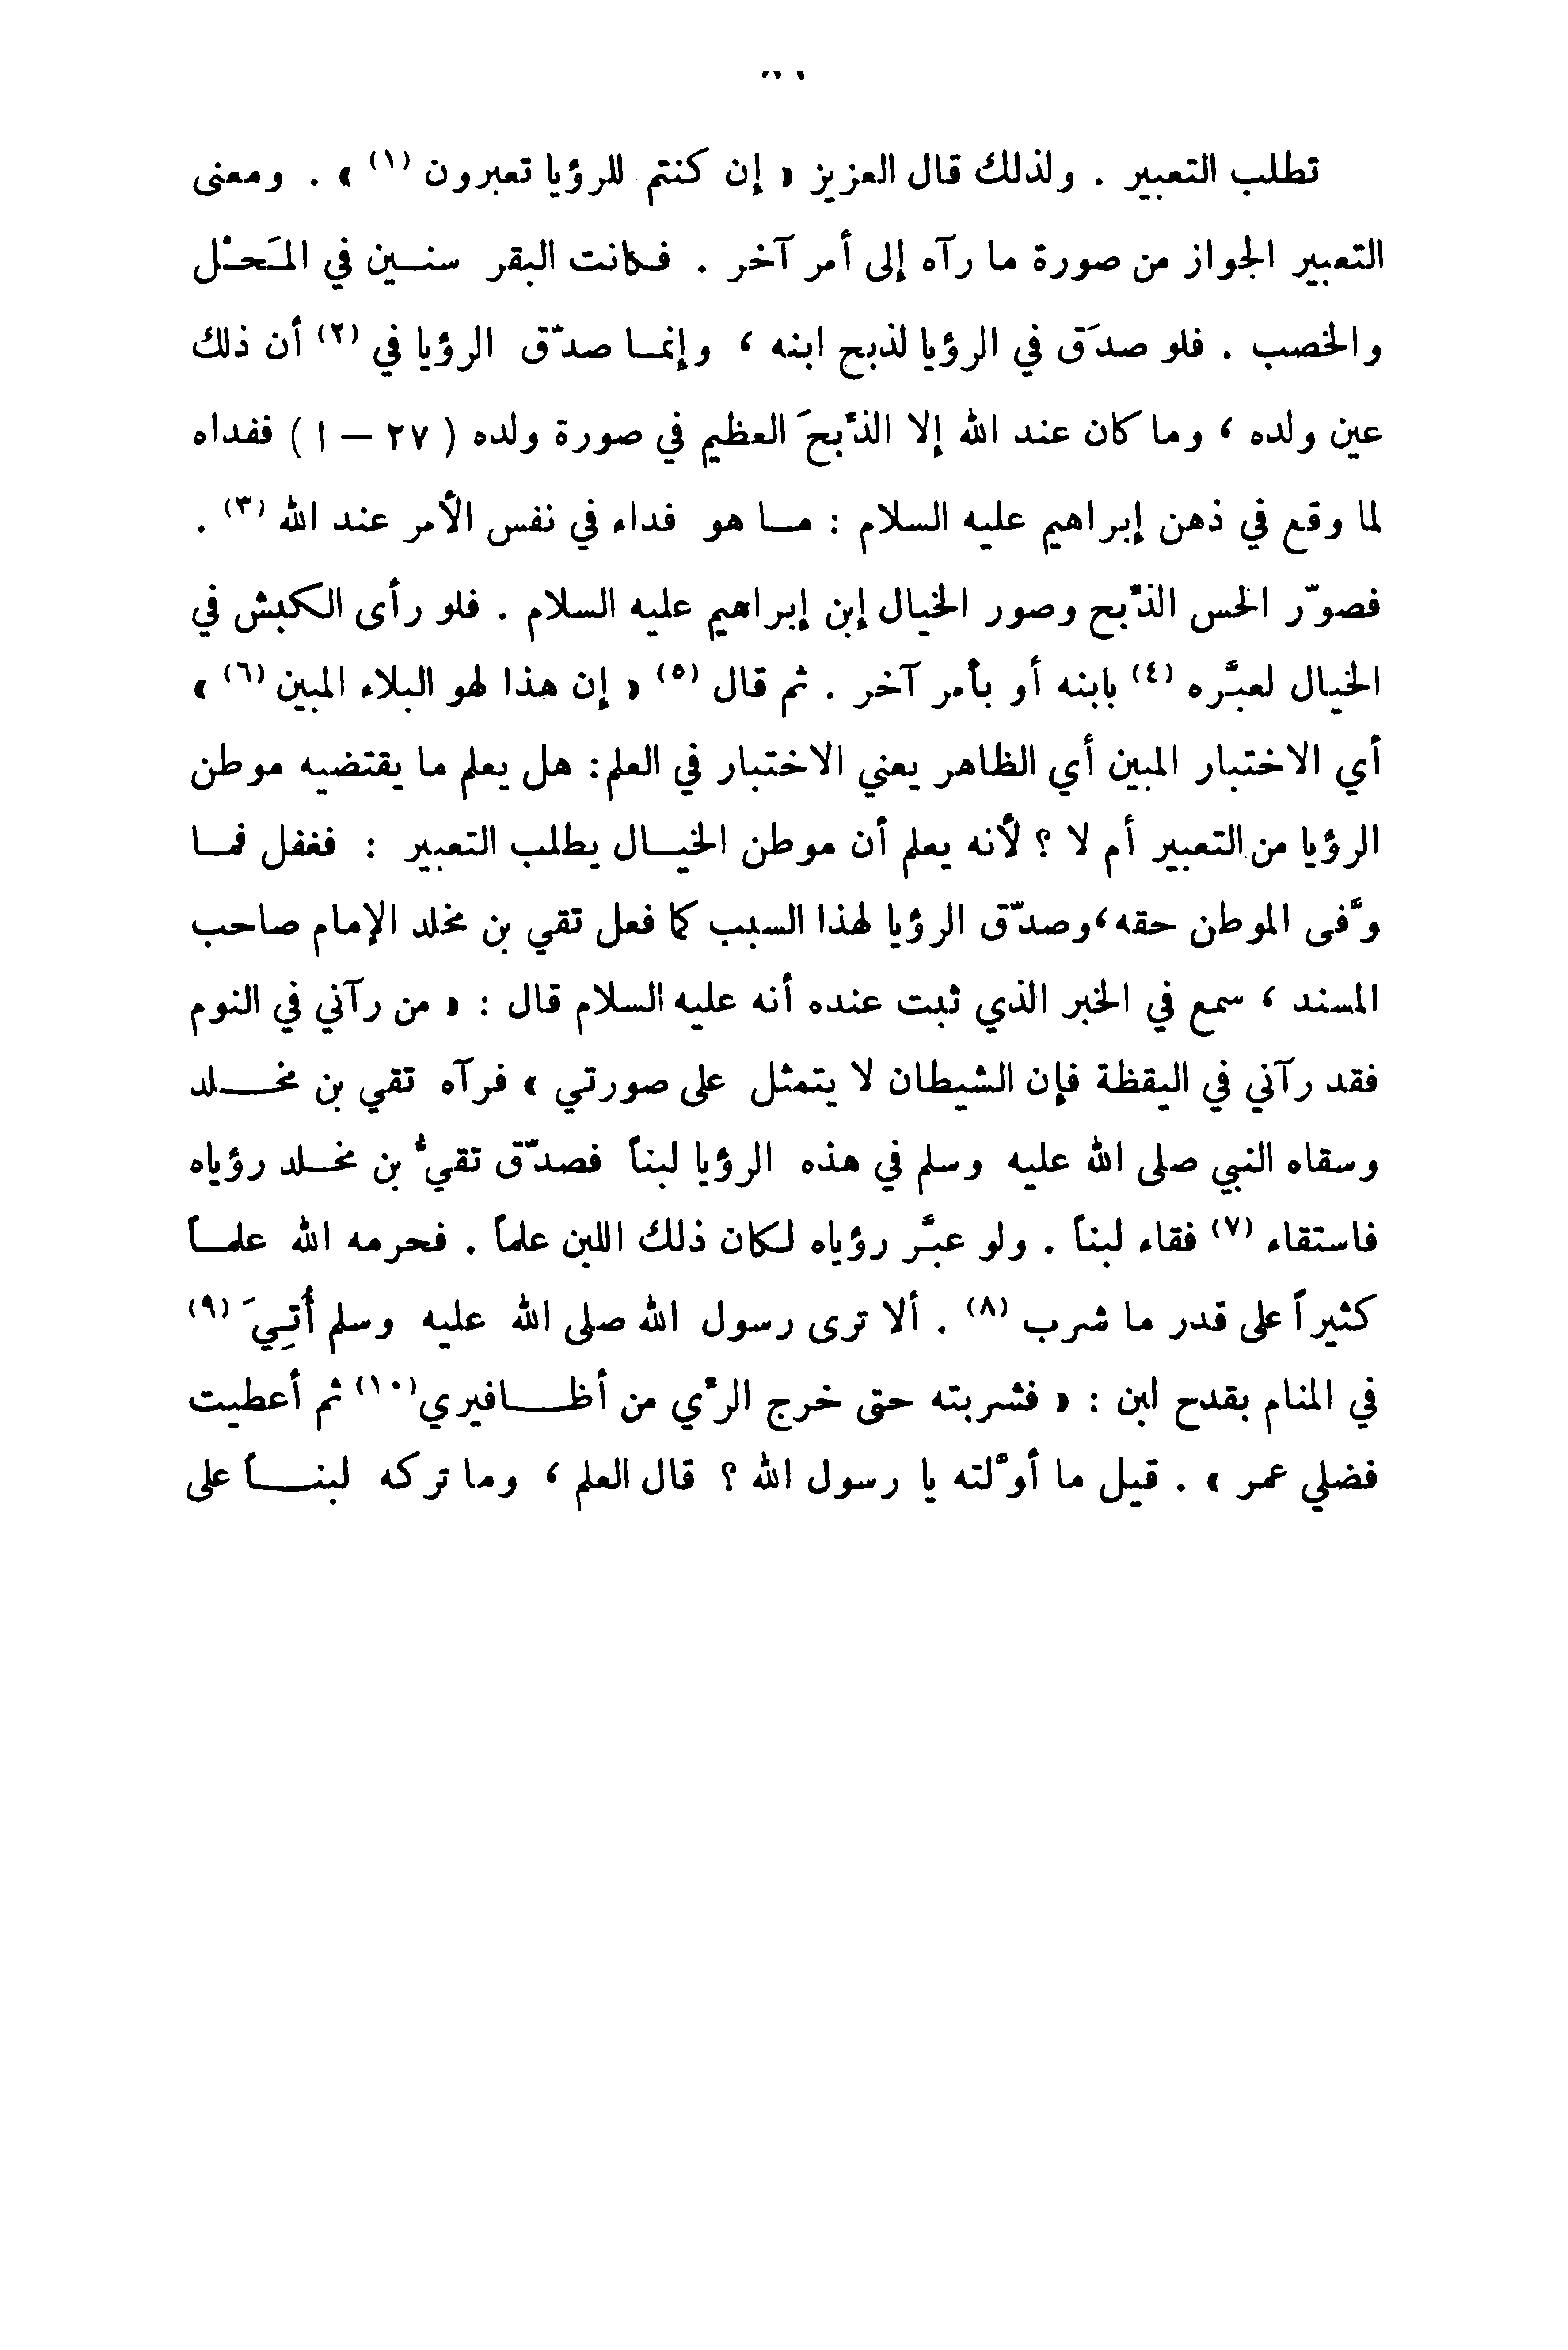 تطلب التعبير . ولذلك قال العزيز « إن كنتم للرؤيا تعبرون (١) » . ومعنى
التعبير الجواز من صورة ما رآه إلى أمر آخر . فكانت البقر سنين في المَحْل
والخصب . فلو صدَق في الرؤيا لذبح ابنه ، وإنما صدّق الرؤيا في (٢) أن ذلك
عين ولده ، وما كان عند الله إلا الذِّبحَ العظيم في صورة ولده ( ٢٧ – ١ ) ففداه
لما وقع في ذهن إبراهيم عليه السلام : ما هو فداء في نفس الأمر عند الله (٣) .
فصوّر الحس الذِّبح وصور الخيال إبن إبراهيم عليه السلام . فلو رأى الكبش في
الخيال لعبَّره (٤) بابنه أو بأمر آخر . ثم قال (٥) « إن هذا لهو البلاء المبين (٦) »
أي الاختبار المبين أي الظاهر يعني الاختبار في العلم: هل يعلم ما يقتضيه موطن
الرؤيا من التعبير أم لا ؟ لأنه يعلم أن موطن الخيال يطلب التعبير : فغفل فما
وفَّى الموطن حقه، وصدّق الرؤيا لهذا السبب كما فعل تقي بن مخلد الإمام صاحب
المسند ، سمع في الخبر الذي ثبت عنده أنه عليه السلام قال : « من رآني في النوم
فقد رآني في اليقظة فإن الشيطان لا يتمثل على صورتي » فرآه تقي بن مخلد
وسقاه النبي صلى الله عليه وسلم في هذه الرؤيا لبناً فصدّق تقيُّ بن مخلد رؤياه
فاستقاء (٧) فقاء لبناً . ولو عبَّر رؤياه لكان ذلك اللبن علماً . فحرمه الله علماً
كثيراً على قدر ما شرب (٨) . ألا ترى رسول الله صلى الله عليه وسلم أُتِيَ (٩)
في المنام بقدح لبن : « فشربته حتى خرج الرِّي من أظافيري (١٠) ثم أعطيت
فضلي عمر » . قيل ما أوَّلته يا رسول الله ؟ قال العلم ، وما تركه لبناً على